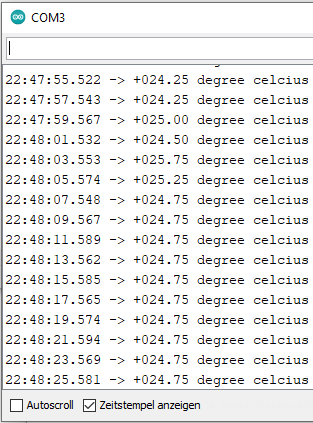 COM3
22:47:55.522 -> +024.25 degree celcius
22:47:57.543 -> +024.25 degree celcius
22:47:59.567 -> +025.00 degree celcius
22:48:01.532 -> +024.50 degree celcius
22:48:03.553 -> +025.75 degree celcius
22:48:05.574 -> +025.25 degree celcius
22:48:07.548 -> +024.75 degree celcius
22:48:09.567 -> +024.75 degree celcius
22:48:11.589 -> +024.75 degree celcius
22:48:13.562 -> +024.75 degree celcius
22:48:15.585 -> +024.75 degree celcius
22:48:17.565 -> +024.75 degree celcius
22:48:19.574 -> +024.75 degree celcius
22:48:21.594 -> +024.75 degree celcius
22:48:23.569 -> +024.75 degree celcius
22:48:25.581 -> +024.75 degree celcius
Autoscroll Zeitstempel anzeigen